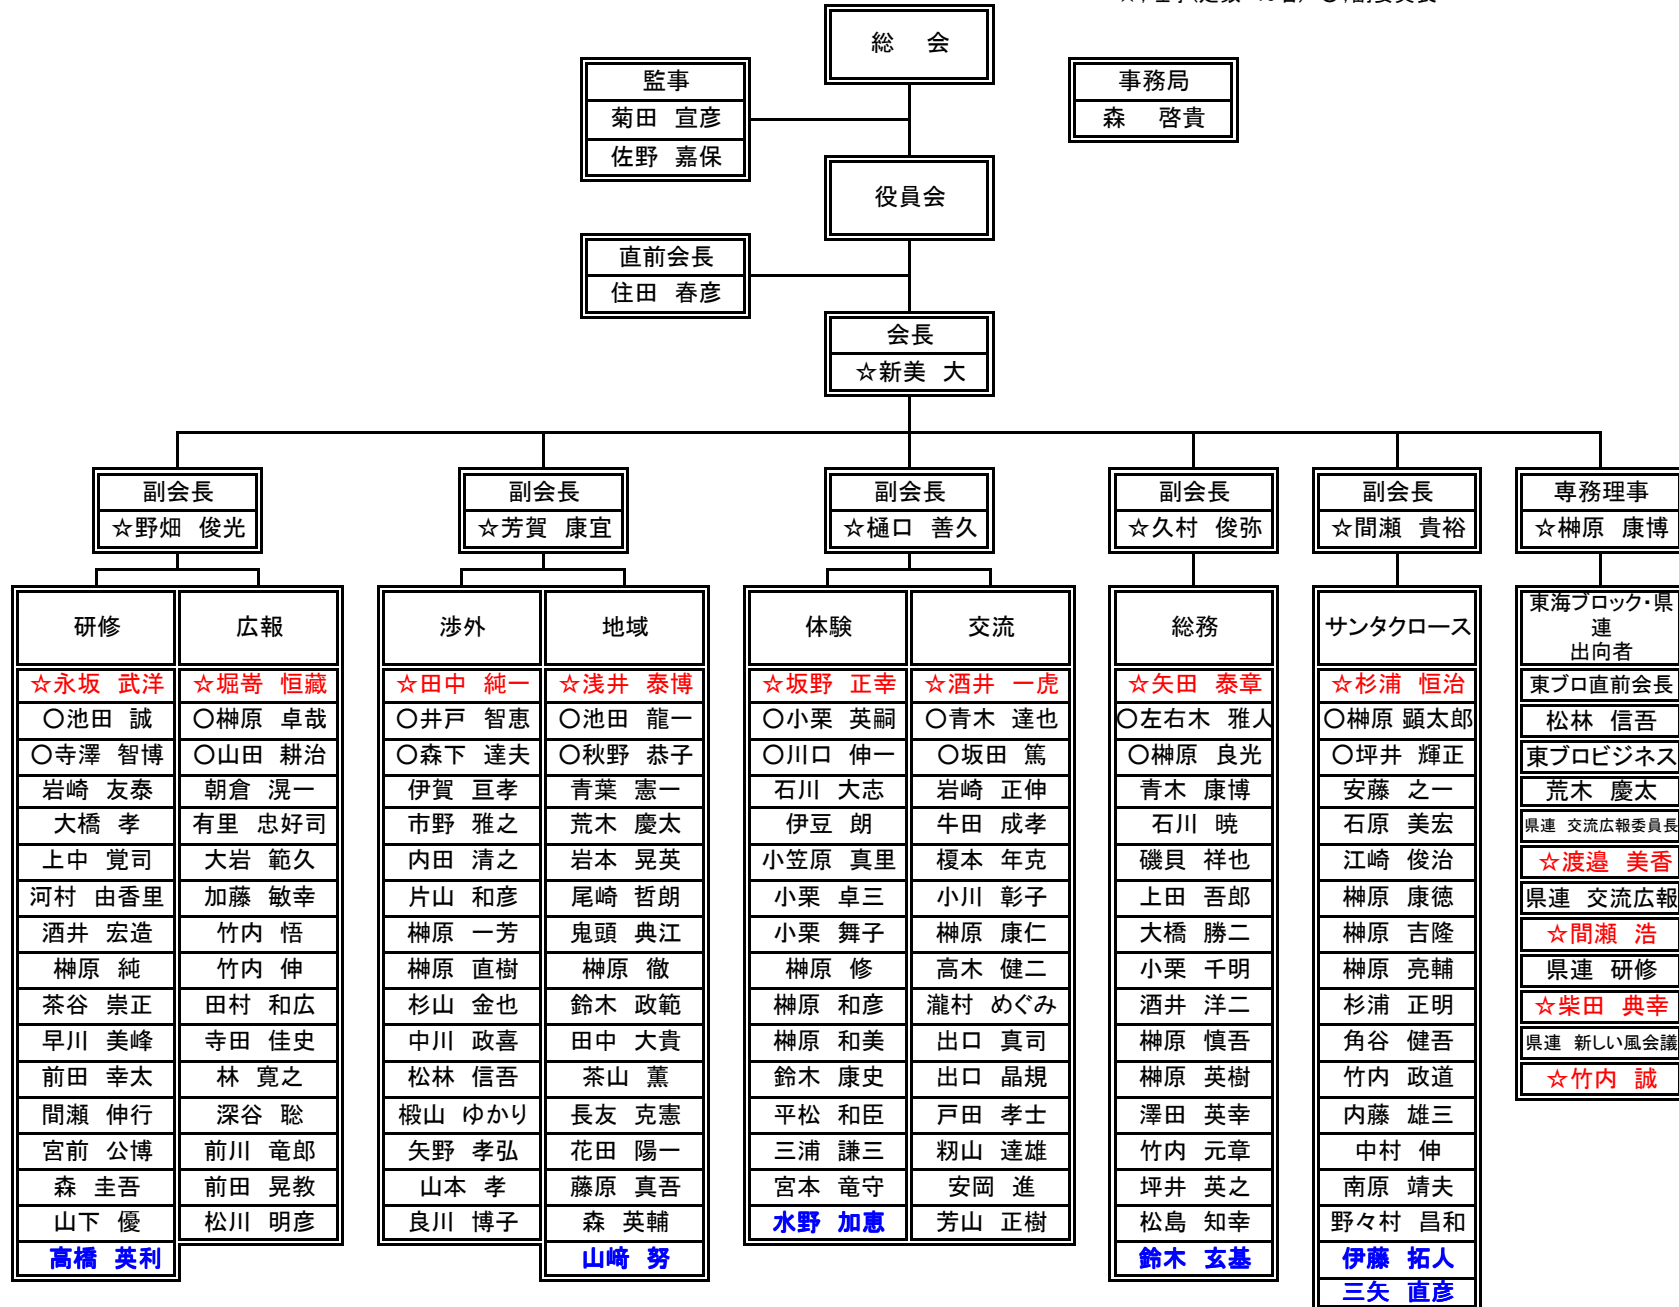 総 会
監事
菊田 宣彦
佐野 嘉保
事務局
森 啓貴
役員会
直前会長
住田 春彦
会長
☆新美 大
副会長
☆野畑 俊光
副会長
☆芳賀 康宜
副会長
☆樋口 善久
副会長
☆久村 俊弥
副会長
☆間瀬 貴裕
専務理事
☆榊原 康博
研修
☆永坂 武洋
〇池田 誠
〇寺澤 智博
岩崎 友泰
大橋 孝
上中 覚司
河村 由香里
酒井 宏造
榊原 純
茶谷 崇正
早川 美峰
前田 幸太
間瀬 伸行
宮前 公博
森 圭吾
山下 優
高橋 英利
広報
☆堀嵜 恒蔵
〇榊原 卓哉
〇山田 耕治
朝倉 滉一
有里 忠好司
大岩 範久
加藤 敏幸
竹内 悟
竹内 伸
田村 和広
寺田 佳史
林 寛之
深谷 聡
前川 竜郎
前田 晃教
松川 明彦
渉外
☆田中 純一
〇井戸 智恵
〇森下 達夫
伊賀 亘孝
市野 雅之
内田 清之
片山 和彦
榊原 一芳
榊原 直樹
杉山 金也
中川 政喜
松林 信吾
椴山 ゆかり
矢野 孝弘
山本 孝
良川 博子
地域
☆浅井 泰博
〇池田 龍一
〇秋野 恭子
青葉 憲一
荒木 慶太
岩本 晃英
尾崎 哲朗
鬼頭 典江
榊原 徹
鈴木 政範
田中 大貴
茶山 薫
長友 克憲
花田 陽一
藤原 真吾
森 英輔
山﨑 努
体験
☆坂野 正幸
〇小栗 英嗣
〇川口 伸一
石川 大志
伊豆 朗
小笠原 真里
小栗 卓三
小栗 舞子
榊原 修
榊原 和彦
榊原 和美
鈴木 康史
平松 和臣
三浦 謙三
宮本 竜守
水野 加恵
交流
☆酒井 一虎
〇青木 達也
〇坂田 篤
岩崎 正伸
牛田 成孝
榎本 年克
小川 彰子
榊原 康仁
高木 健二
瀧村 めぐみ
出口 真司
出口 晶規
戸田 孝士
籾山 達雄
安岡 進
芳山 正樹
総務
☆矢田 泰章
〇左右木 雅人
〇榊原 良光
青木 康博
石川 暁
磯貝 祥也
上田 吾郎
大橋 勝二
小栗 千明
酒井 洋二
榊原 慎吾
榊原 英樹
澤田 英幸
竹内 元章
坪井 英之
松島 知幸
鈴木 玄基
サンタクロース
☆杉浦 恒治
〇榊原 顕太郎
〇坪井 輝正
安藤 之一
石原 美宏
江崎 俊治
榊原 康徳
榊原 吉隆
榊原 亮輔
杉浦 正明
角谷 健吾
竹内 政道
内藤 雄三
中村 伸
南原 靖夫
野々村 昌和
伊藤 拓人
三矢 直彦
東海ブロック・県
連
出向者
東ブロ直前会長
松林 信吾
東ブロビジネス
荒木 慶太
県連 交流広報委員長
☆渡邉 美香
県連 交流広報
☆間瀬 浩
県連 研修
☆柴田 典幸
県連 新しい風会議
☆竹内 誠